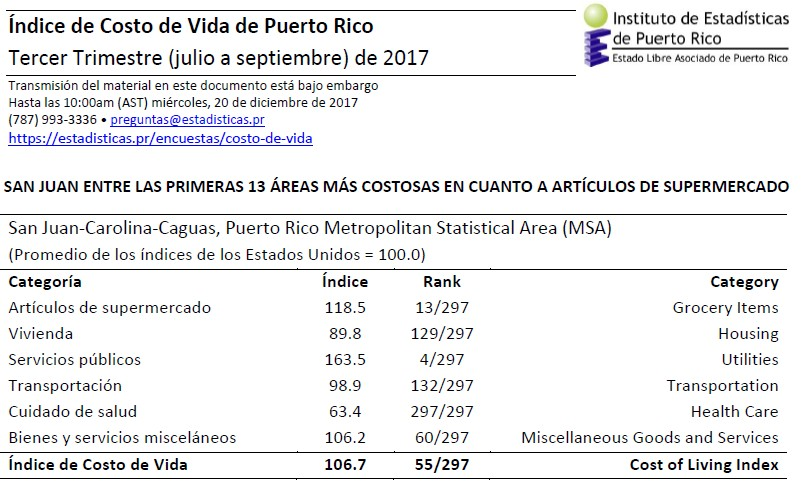 Índice de Costo de Vida de Puerto Rico
Tercer Trimestre (julio a septiembre) de 2017
Instituto de Estadísticas
de Puerto Rico
Estado Libre Asociado de Puerto Rico
Transmisión del material en este documento está bajo embargo
Hasta las 10:00am (AST) miércoles, 20 de diciembre de 2017
(787) 993-3336 • preguntas@estadisticas.pr
https://estadisticas.pr/encuestas/costo-de-vida
SAN JUAN ENTRE LAS PRIMERAS 13 ÁREAS MÁS COSTOSAS EN CUANTO A ARTÍCULOS DE SUPERMERCADO
San Juan-Carolina-Caguas, Puerto Rico Metropolitan Statistical Area (MSA)
(Promedio de los índices de los Estados Unidos = 100.0)
Categoría Índice Rank Category
Artículos de supermercado 118.5 13/297 Grocery Items
Vivienda 89.8 129/297 Housing
Servicios públicos 163.5 4/297 Utilities
Transportación 98.9 132/297 Transportation
Cuidado de salud 63.4 297/297 Health Care
Bienes y servicios misceláneos 106.2 60/297 Miscellaneous Goods and Services
Índice de Costo de Vida 106.7 55/297 Cost of Living Index